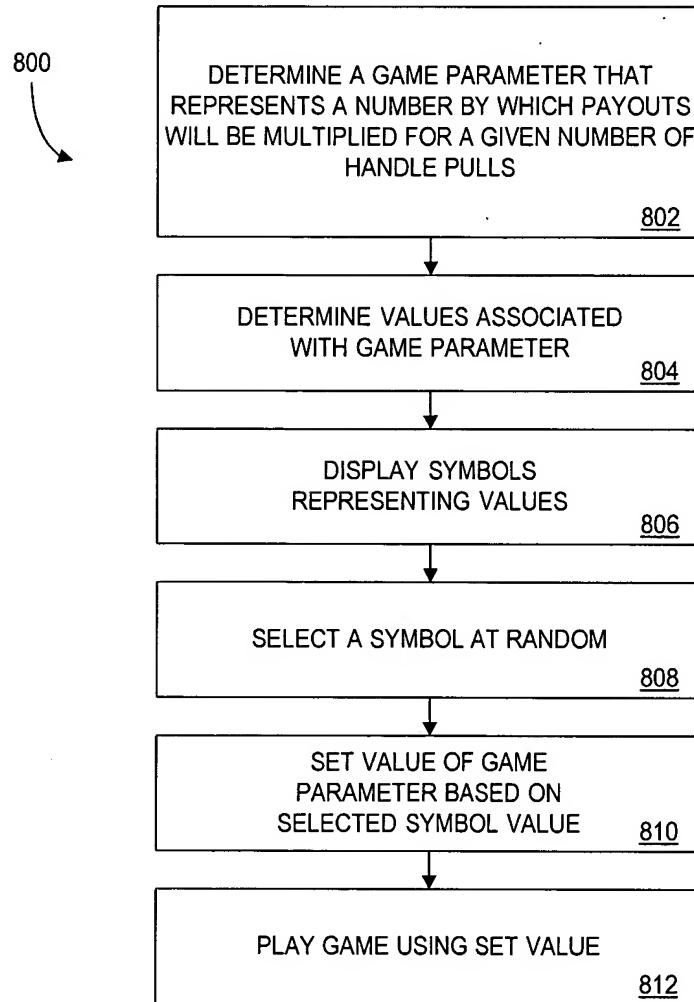 800
DETERMINE A GAME PARAMETER THAT
REPRESENTS A NUMBER BY WHICH PAYOUTS
WILL BE MULTIPLIED FOR A GIVEN NUMBER OF
HANDLE PULLS
802
DETERMINE VALUES ASSOCIATED
WITH GAME PARAMETER
804
DISPLAY SYMBOLS
REPRESENTING VALUES
806
SELECT A SYMBOL AT RANDOM
808
SET VALUE OF GAME
PARAMETER BASED ON
SELECTED SYMBOL VALUE
810
PLAY GAME USING SET VALUE
812